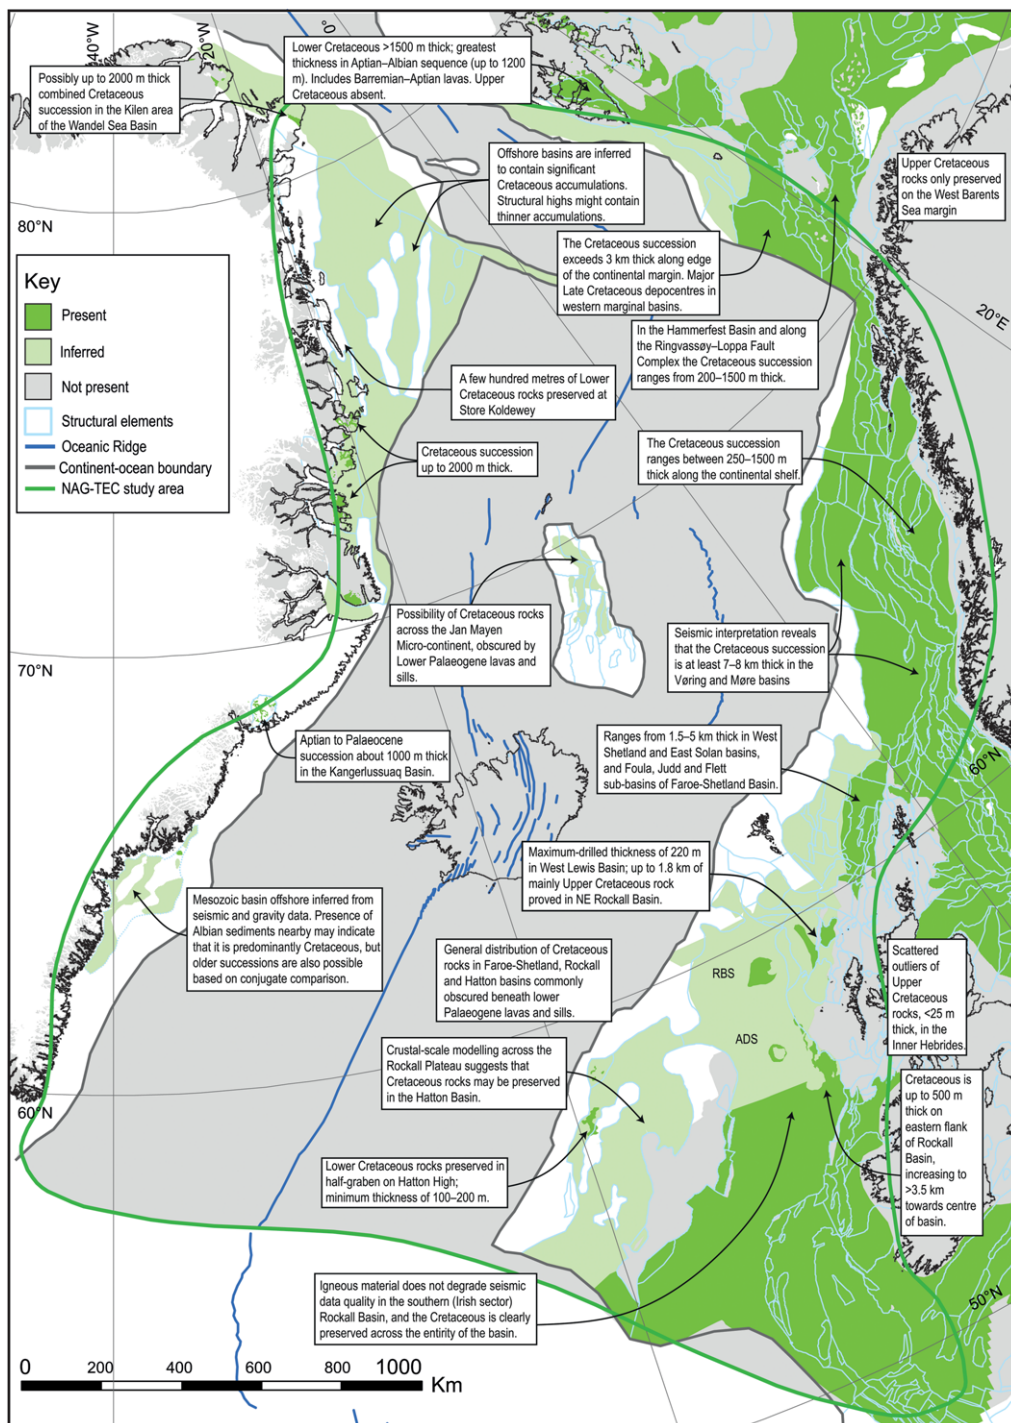 40°W
20°W
0°
Lower Cretaceous >1500 m thick; greatest
thickness in Aptian–Albian sequence (up to 1200
m). Includes Barremian–Aptian lavas. Upper
Cretaceous absent.
Possibly up to 2000 m thick
combined Cretaceous
succession in the Kilen area
of the Wandel Sea Basin
Offshore basins are inferred
to contain significant
Cretaceous accumulations.
Structural highs might contain
thinner accumulations.
Upper Cretaceous
rocks only preserved
on the West Barents
Sea margin
80°N
The Cretaceous succession
exceeds 3 km thick along edge
of the continental margin. Major
Late Cretaceous depocentres in
western marginal basins.
20°E
Key
Present
Inferred
Not present
Structural elements
Oceanic Ridge
Continent-ocean boundary
NAG-TEC study area
In the Hammerfest Basin and along
the Ringvassøy–Loppa Fault
Complex the Cretaceous succession
ranges from 200–1500 m thick.
A few hundred metres of Lower
Cretaceous rocks preserved at
Store Koldewey
Cretaceous succession
up to 2000 m thick.
The Cretaceous succession
ranges between 250–1500 m
thick along the continental shelf.
Possibility of Cretaceous rocks
across the Jan Mayen
Micro-continent, obscured by
Lower Palaeogene lavas and
sills.
Seismic interpretation reveals
that the Cretaceous succession
is at least 7–8 km thick in the
Vøring and Møre basins
70°N
Aptian to Palaeocene
succession about 1000 m thick
in the Kangerlussuaq Basin.
Ranges from 1.5–5 km thick in West
Shetland and East Solan basins,
and Foula, Judd and Flett
sub-basins of Faroe-Shetland Basin.
60°N
Maximum-drilled thickness of 220 m
in West Lewis Basin; up to 1.8 km of
mainly Upper Cretaceous rock
proved in NE Rockall Basin.
Mesozoic basin offshore inferred from
seismic and gravity data. Presence of
Albian sediments nearby may indicate
that it is predominantly Cretaceous, but
older successions are also possible
based on conjugate comparison.
General distribution of Cretaceous
rocks in Faroe-Shetland, Rockall
and Hatton basins commonly
obscured beneath lower
Palaeogene lavas and sills.
RBS
Scattered
outliers of
Upper
Cretaceous
rocks, <25 m
thick, in the
Inner Hebrides.
ADS
Crustal-scale modelling across the
Rockall Plateau suggests that
Cretaceous rocks may be preserved
in the Hatton Basin.
60°N
Cretaceous is
up to 500 m
thick on
eastern flank
of Rockall
Basin,
increasing to
>3.5 km
towards centre
of basin.
Lower Cretaceous rocks preserved in
half-graben on Hatton High;
minimum thickness of 100–200 m.
Igneous material does not degrade seismic
data quality in the southern (Irish sector)
Rockall Basin, and the Cretaceous is clearly
preserved across the entirity of the basin.
50°N
0 200 400 600 800 1000
Km